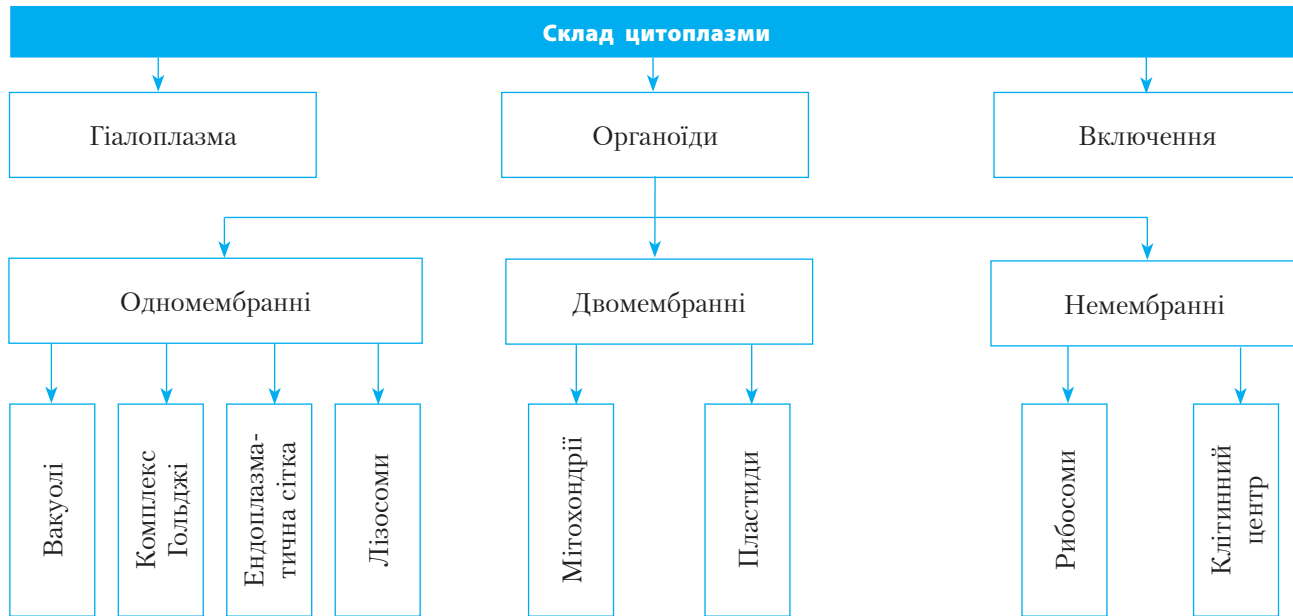 Склад цитоплазми
Гіалоплазма
Органоїди
Включення
Одномембранні
Двомембранні
Немембранні
Вакуолі
Комплекс
Гольджі
Ендоплазма-
тична сітка
Лізосоми
Мітохондрії
Пластиди
Рибосоми
Клітинний
центр